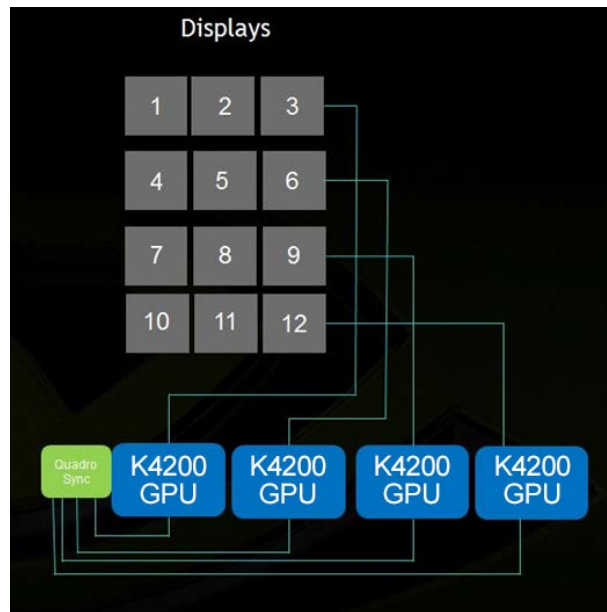 Displays
1 2 3
4 5 6
7 8 9
10 11 12
Quadro
Sync
K4200
GPU
K4200
GPU
K4200
GPU
K4200
GPU